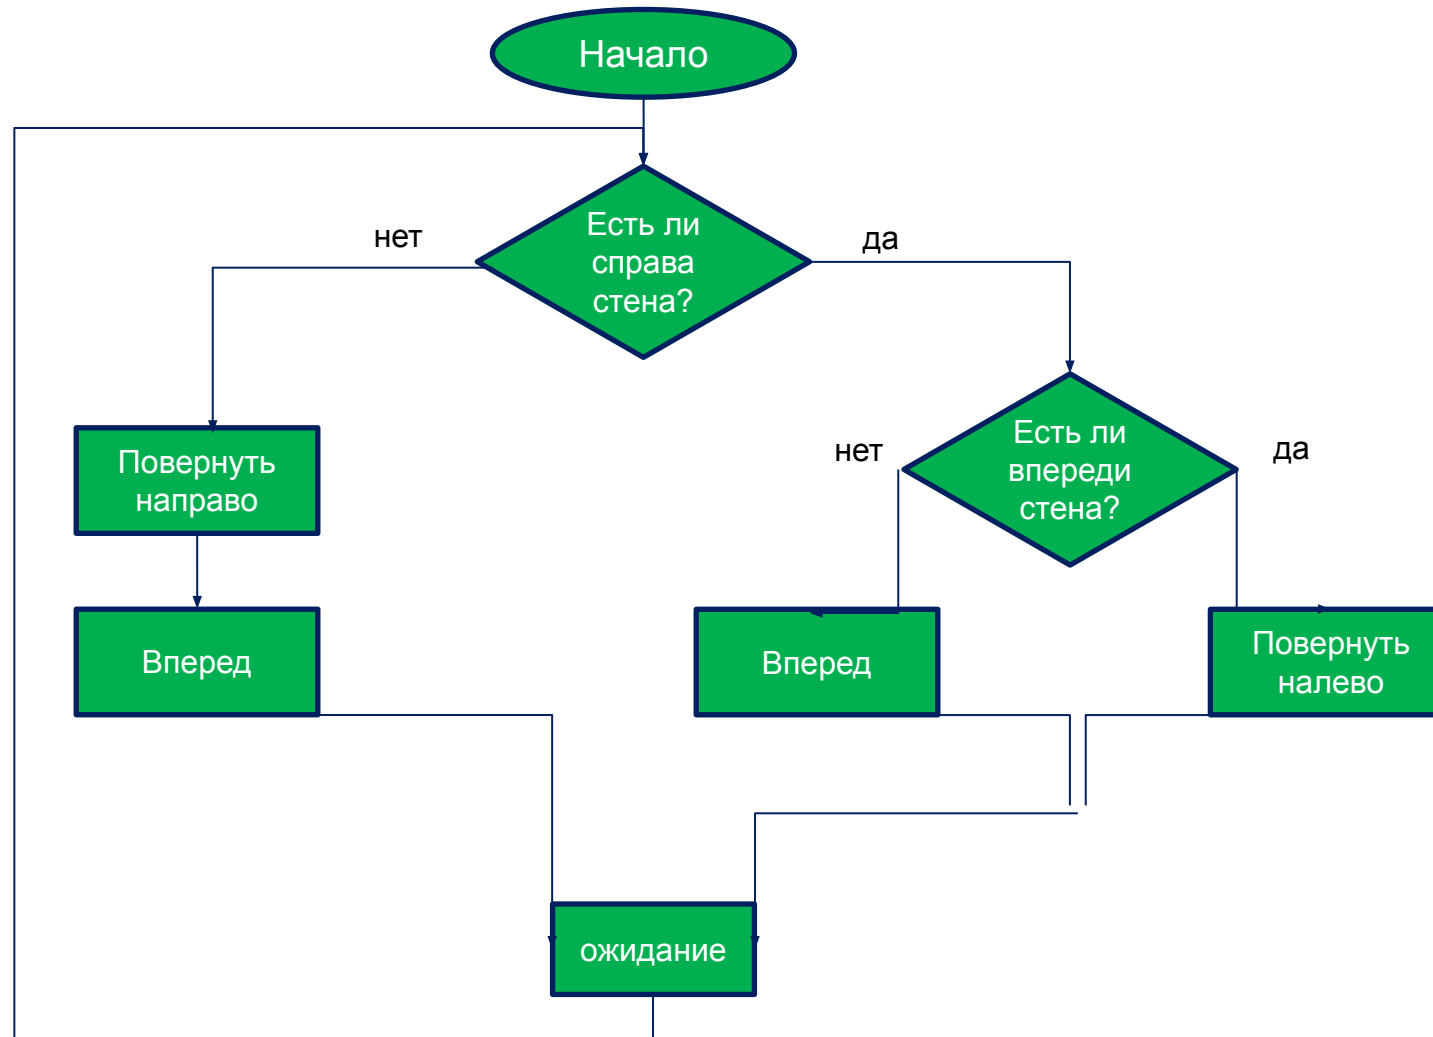 Начало
нет
да
Есть ли
справа
стена?
Повернуть
направо
нет
да
Есть ли
впереди
стена?
Вперед
Вперед
Повернуть
налево
ожидание